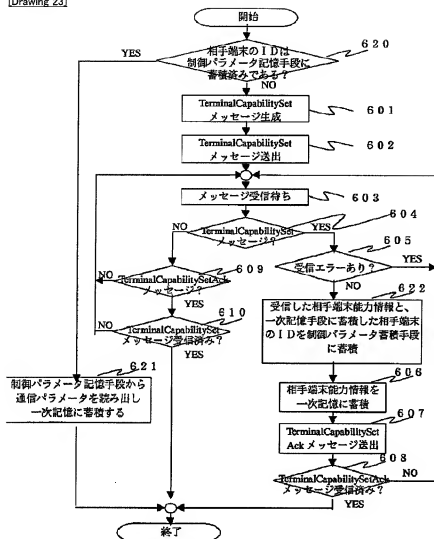 [Drawing 23]
開始
620
相手端末のIDは
制御パラメータ記憶手段に
蓄積済みである?
YES
NO
TerminalCapabilitySet
メッセージ生成
601
TerminalCapabilitySet
メッセージ送出
602
メッセージ受信待ち
603
604
NO
TerminalCapabilitySet
メッセージ?
YES
605
受信エラーあり?
YES
NO
609
NO
TerminalCapabilitySetAck
メッセージ?
YES
610
NO
TerminalCapabilitySet
メッセージ受信済み?
YES
622
受信した相手端末能力情報と、
一次記憶手段に蓄積した相手端末
のIDを制御パラメータ蓄積手段
に蓄積
621
制御パラメータ記憶手段から
通信パラメータを読み出し
一次記憶に蓄積する
606
相手端末能力情報を
一次記憶に蓄積
607
TerminalCapabilitySet
Ackメッセージ送出
608
TerminalCapabilitySetAck
メッセージ受信済み?
NO
YES
終了